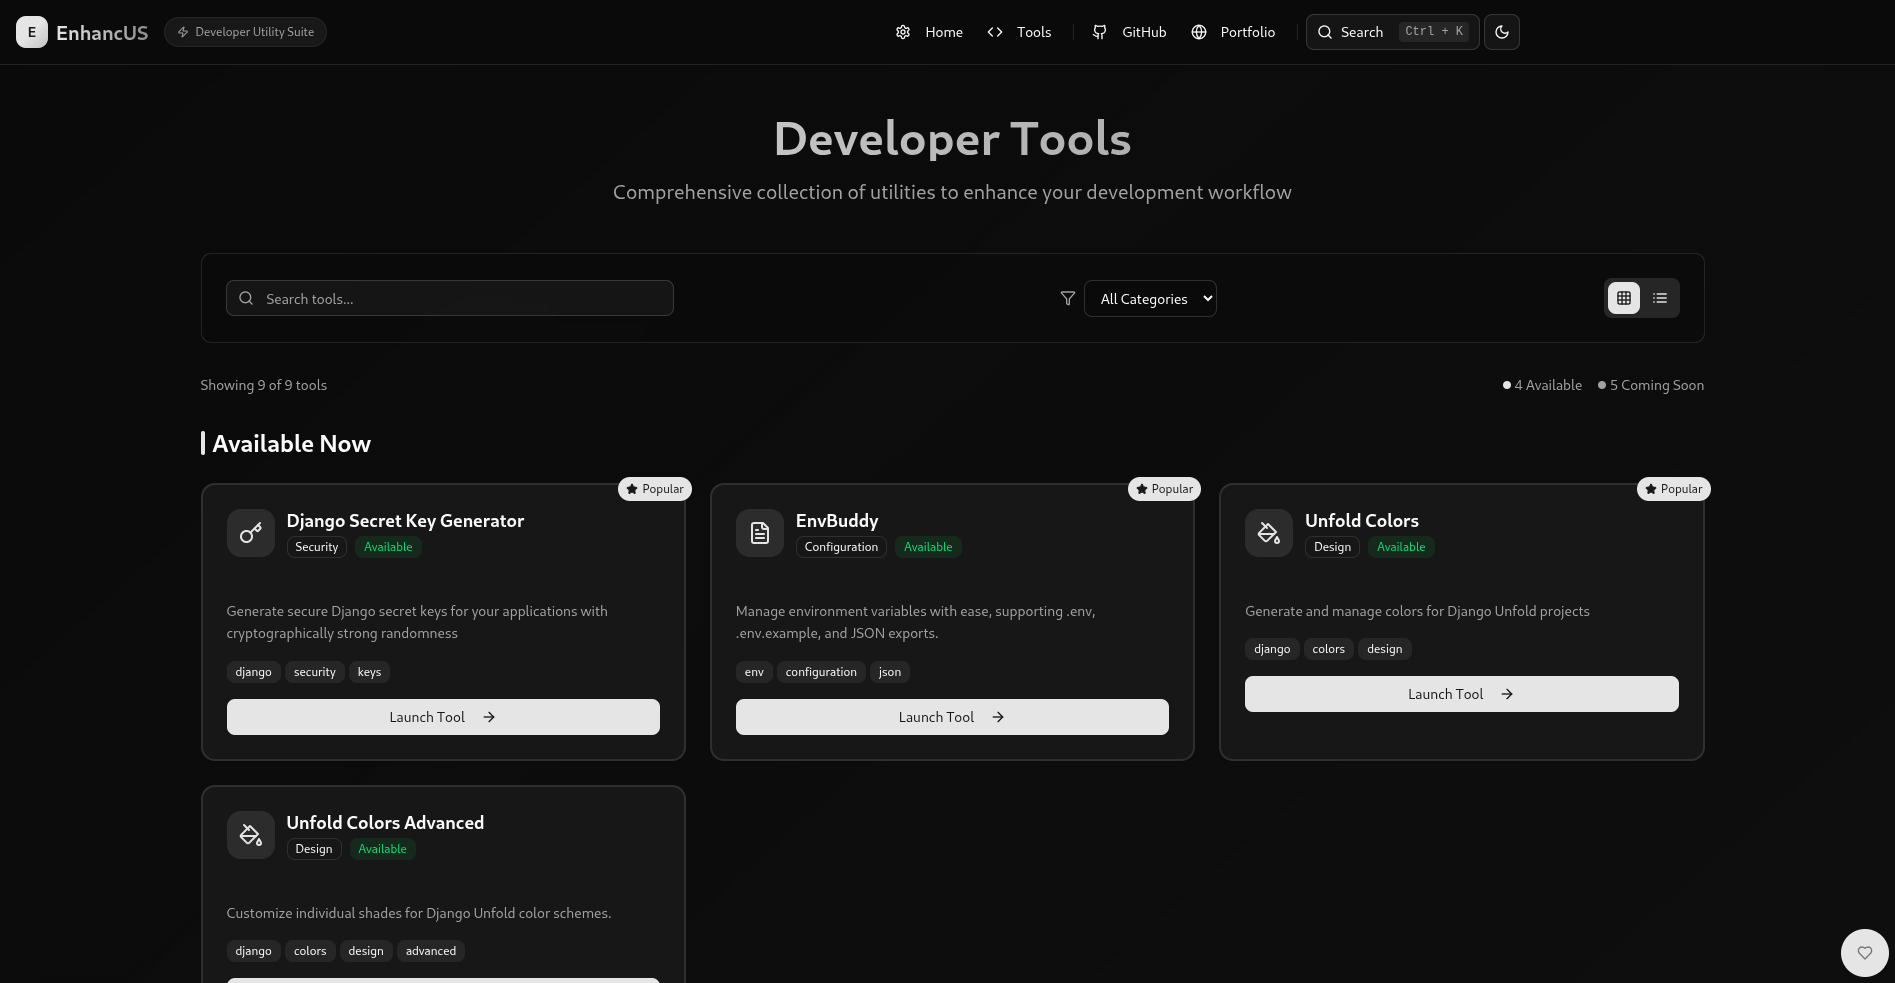 E EnhancUS Developer Utility Suite Home Tools GitHub Portfolio Search Ctrl + K
Developer Tools
Comprehensive collection of utilities to enhance your development workflow
Search tools... All Categories
Showing 9 of 9 tools 4 Available 5 Coming Soon
Available Now
Popular
Django Secret Key Generator
Security Available
Generate secure Django secret keys for your applications with
cryptographically strong randomness
django security keys
Launch Tool
Popular
EnvBuddy
Configuration Available
Manage environment variables with ease, supporting .env,
.env.example, and JSON exports.
env configuration json
Launch Tool
Popular
Unfold Colors
Design Available
Generate and manage colors for Django Unfold projects
django colors design
Launch Tool
Unfold Colors Advanced
Design Available
Customize individual shades for Django Unfold color schemes.
django colors design advanced